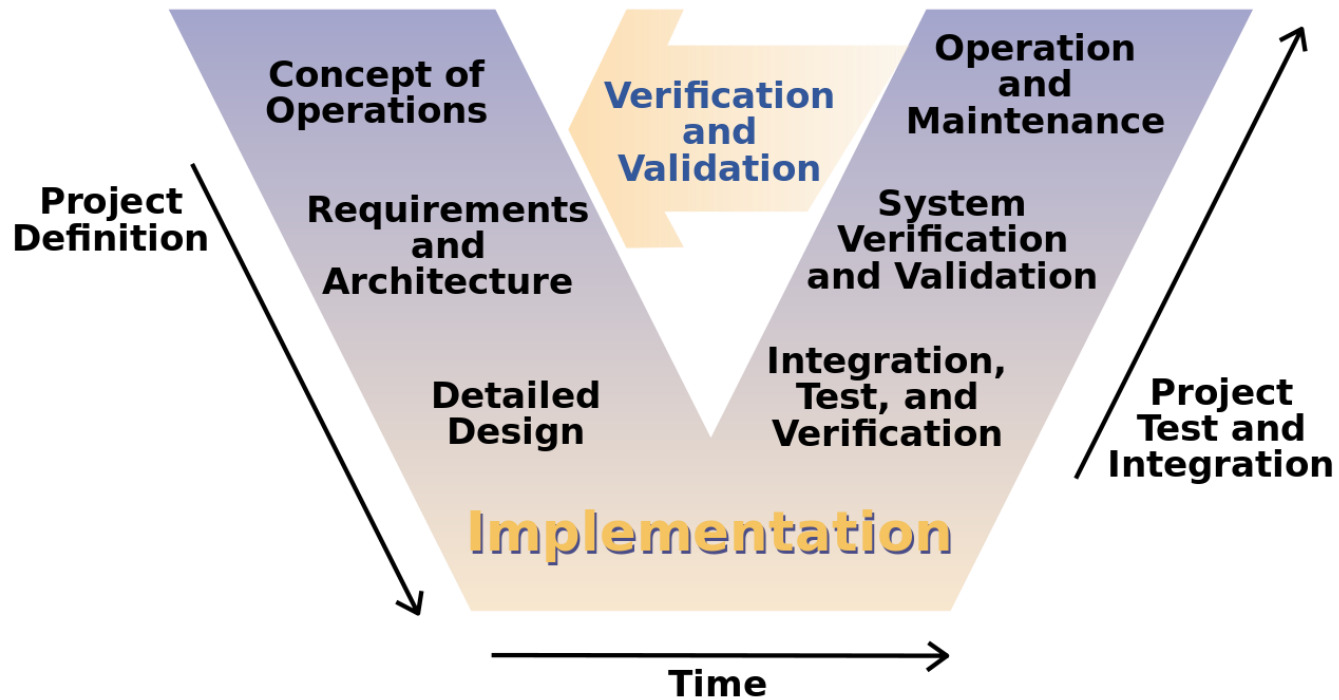 Concept of
Operations
Verification
and
Validation
Operation
and
Maintenance
Project
Definition
Requirements
and
Architecture
System
Verification
and Validation
Detailed
Design
Integration,
Test, and
Verification
Project
Test and
Integration
Implementation
Time